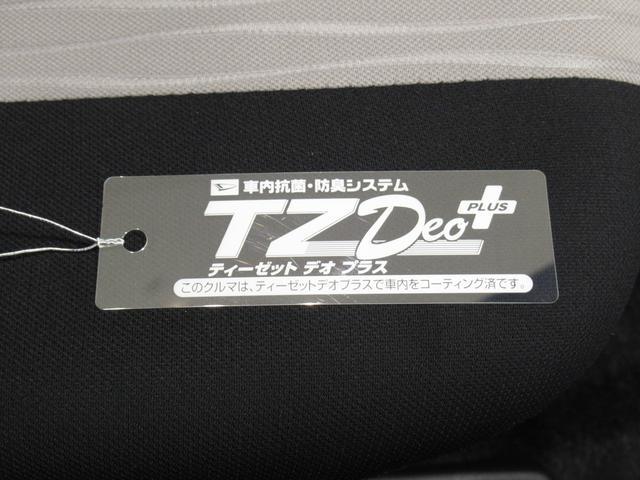 車内抗菌・防臭システム
TZDeo PLUS
ティーゼット デオ プラス
このクルマは、ティーゼットデオプラスで車内をコーティング済です。